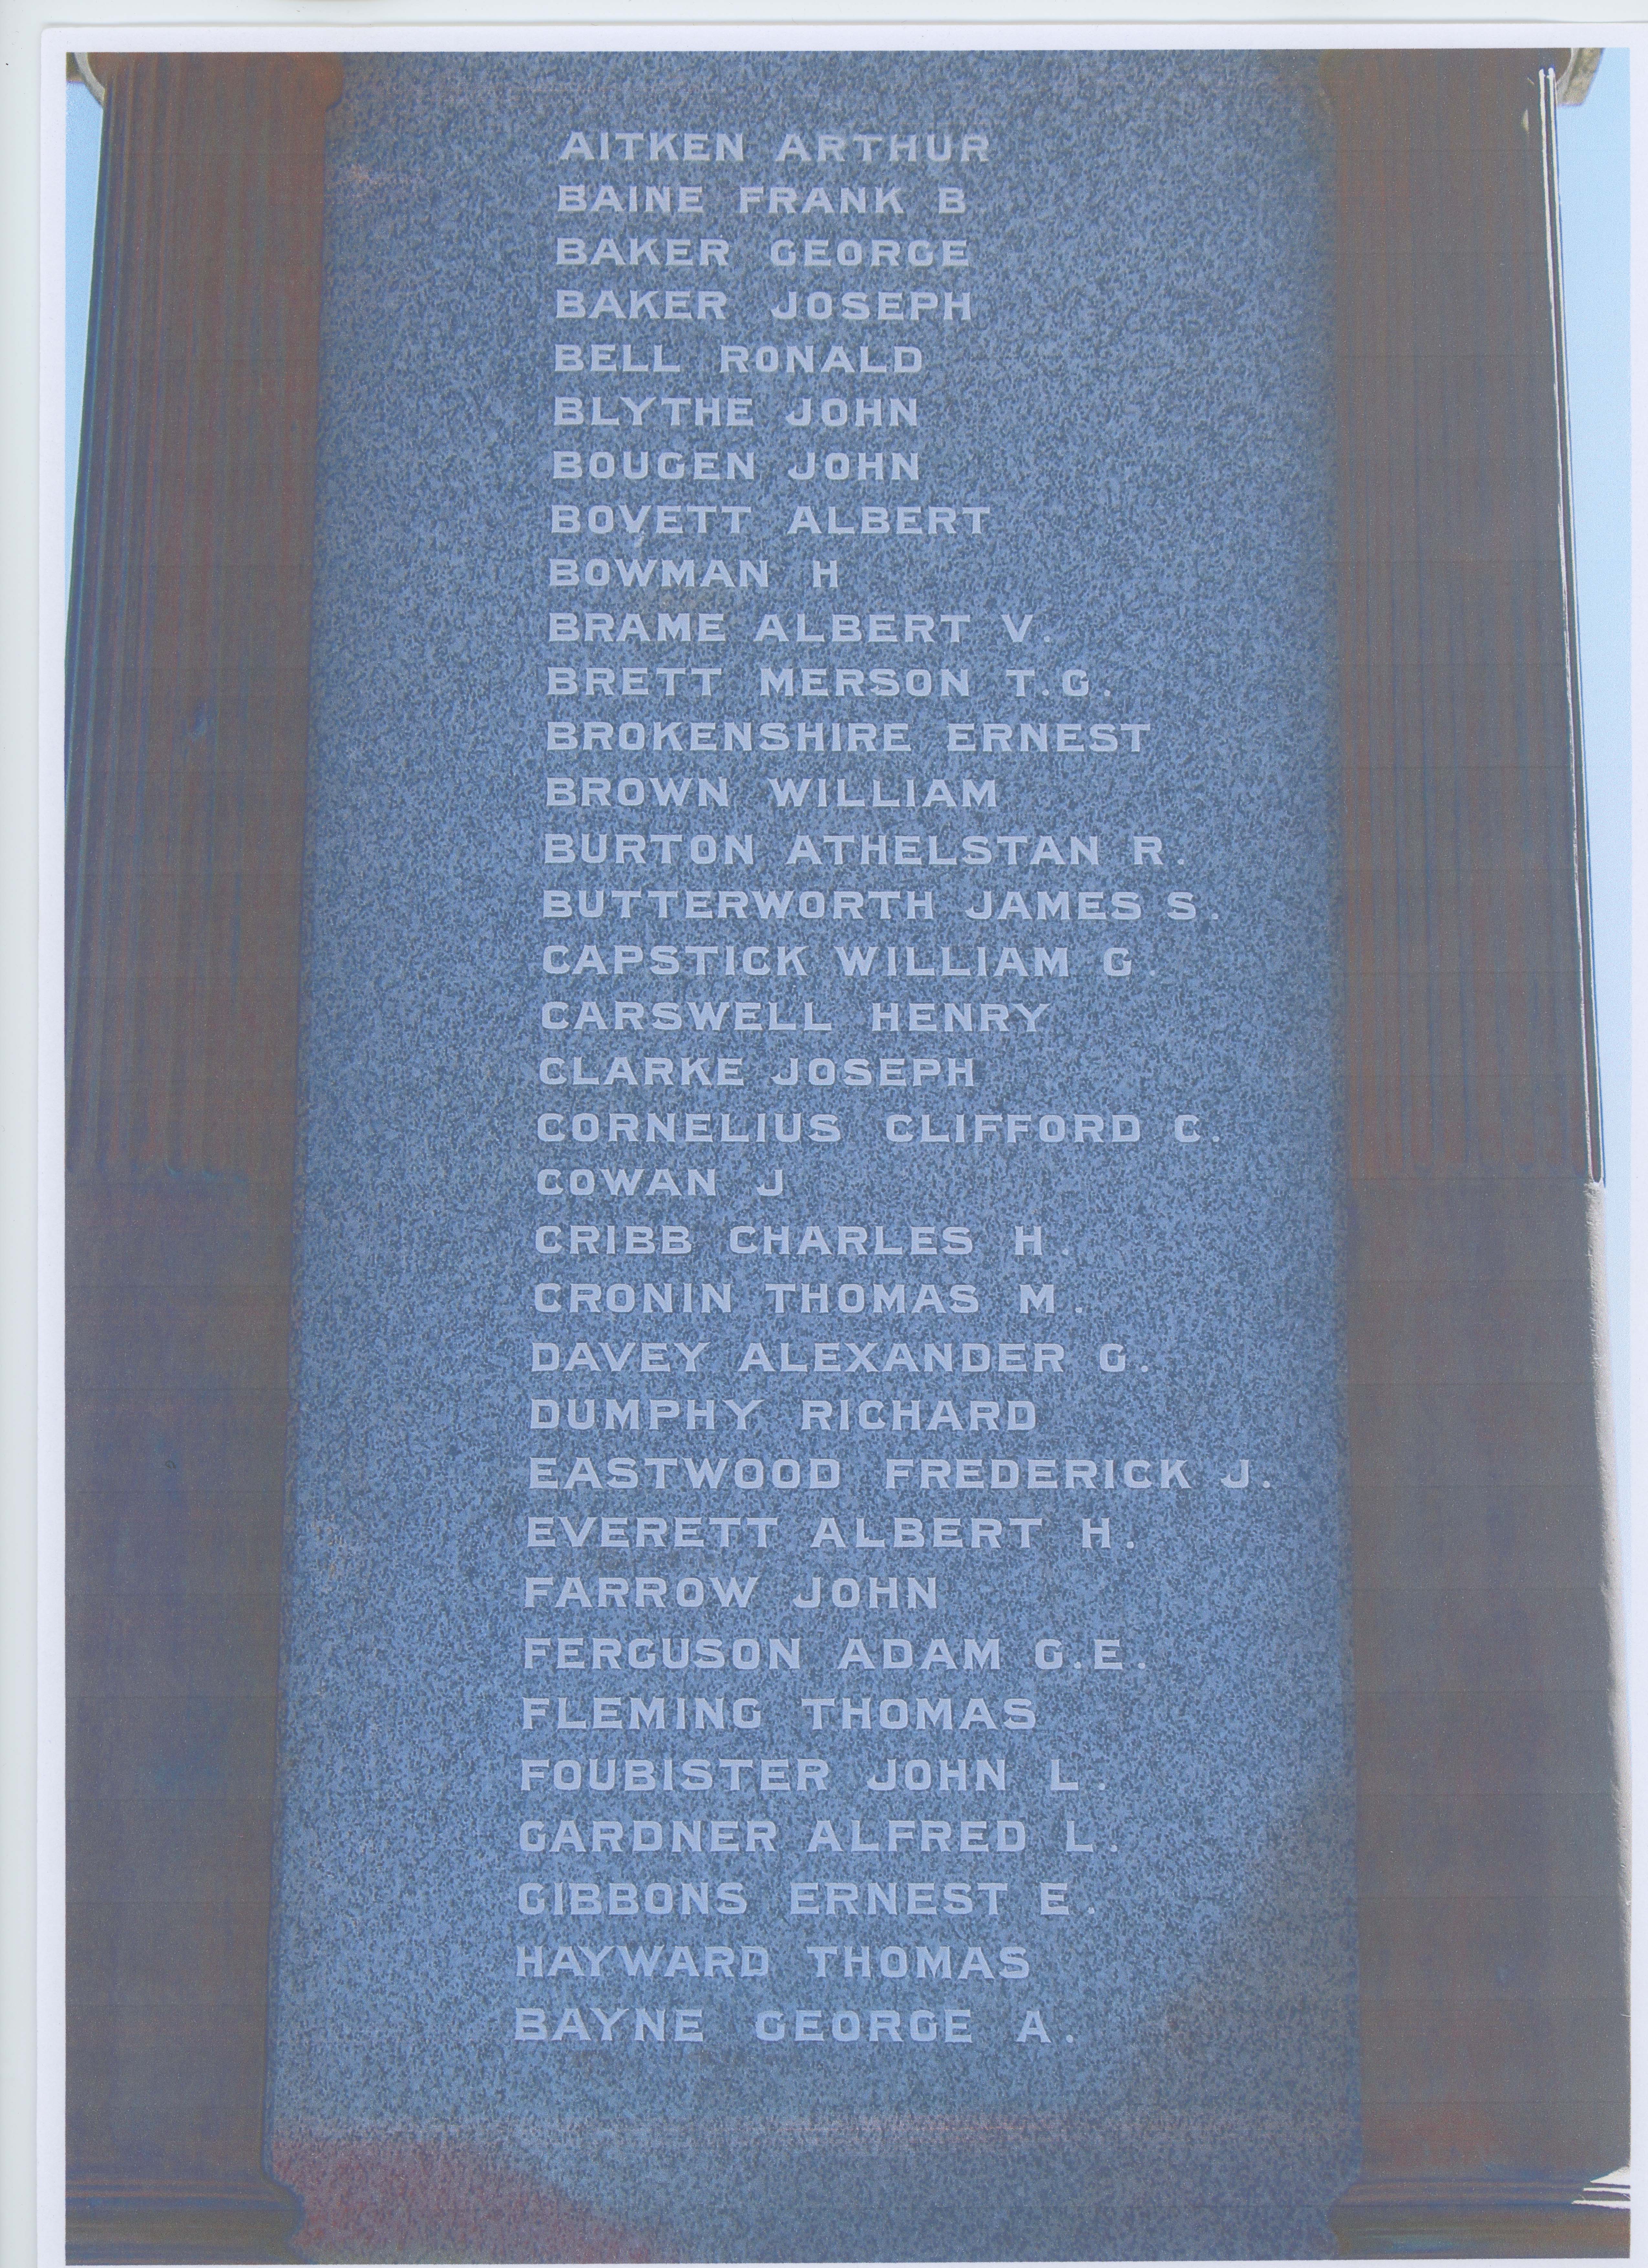 AITKEN ARTHUR
BAINE FRANK B
BAKER GEORGE
BAKER JOSEPH
BELL RONALD
BLYTHE JOHN
BOUGEN JOHN
BOVETT ALBERT
BOWMAN H
BRAME ALBERT V.
BRETT MERSON T.G.
BROKENSHIRE ERNEST
BROWN WILLIAM
BURTON ATHELSTAN R.
BUTTERWORTH JAMES S.
CAPSTICK WILLIAM G.
CARSWELL HENRY
CLARKE JOSEPH
CORNELIUS CLIFFORD C.
COWAN J
CRIBB CHARLES H.
CRONIN THOMAS M.
DAVEY ALEXANDER G.
DUMPHY RICHARD
EASTWOOD FREDERICK J.
EVERETT ALBERT H.
FARROW JOHN
FERGUSON ADAM G.E.
FLEMING THOMAS
FOUBISTER JOHN L.
GARDNER ALFRED L.
GIBBONS ERNEST E.
HAYWARD THOMAS
BAYNE GEORGE A.